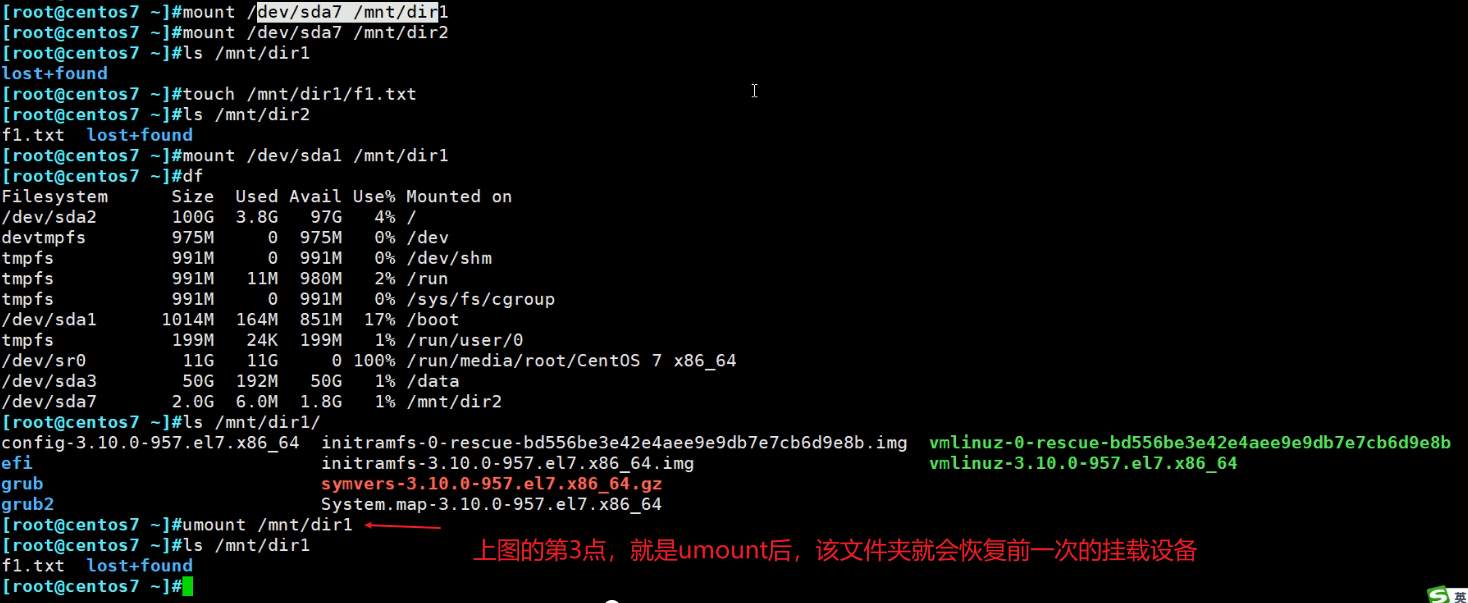 [root@centos7 ~]#mount /dev/sda7 /mnt/dir1
[root@centos7 ~]#mount /dev/sda7 /mnt/dir2
[root@centos7 ~]#ls /mnt/dir1
lost+found
[root@centos7 ~]#touch /mnt/dir1/f1.txt
[root@centos7 ~]#ls /mnt/dir2
f1.txt  lost+found
[root@centos7 ~]#mount /dev/sda1 /mnt/dir1
[root@centos7 ~]#df
Filesystem      Size  Used Avail Use% Mounted on
/dev/sda2       100G  3.8G   97G   4% /
devtmpfs        975M     0  975M   0% /dev
tmpfs           991M     0  991M   0% /dev/shm
tmpfs           991M   11M  980M   2% /run
tmpfs           991M     0  991M   0% /sys/fs/cgroup
/dev/sda1      1014M  164M  851M  17% /boot
tmpfs           199M   24K  199M   1% /run/user/0
/dev/sr0         11G   11G     0 100% /run/media/root/CentOS 7 x86_64
/dev/sda3        50G  192M   50G   1% /data
/dev/sda7       2.0G  6.0M  1.8G   1% /mnt/dir2
[root@centos7 ~]#ls /mnt/dir1/
config-3.10.0-957.el7.x86_64  initramfs-0-rescue-bd556be3e42e4aee9e9db7e7cb6d9e8b.img  vmlinuz-0-rescue-bd556be3e42e4aee9e9db7e7cb6d9e8b
efi                           initramfs-3.10.0-957.el7.x86_64.img                      vmlinuz-3.10.0-957.el7.x86_64
grub                          symvers-3.10.0-957.el7.x86_64.gz
grub2                         System.map-3.10.0-957.el7.x86_64
[root@centos7 ~]#umount /mnt/dir1
[root@centos7 ~]#ls /mnt/dir1
上图的第3点，就是umount后，该文件夹就会恢复前一次的挂载设备
f1.txt  lost+found
[root@centos7 ~]#
S 英